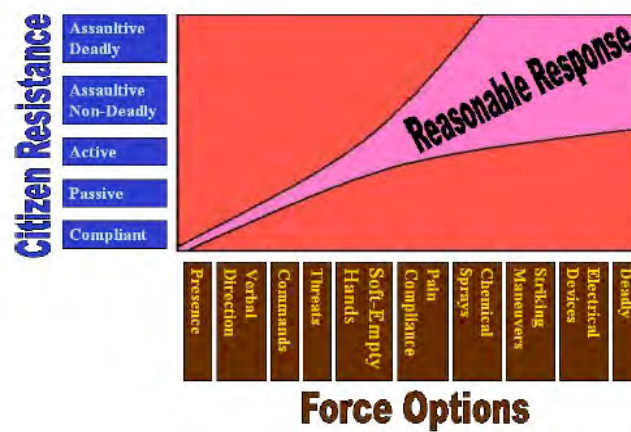 Citizen Resistance
Assaultive
Deadly
Assaultive
Non-Deadly
Active
Passive
Compliant
Reasonable Response
Presence
Verbal
Direction
Commands
Threats
Soft-Empty
Hands
Pain
Compliance
Chemical
Sprays
Striking
Maneuvers
Electrical
Devices
Deadly
Force Options